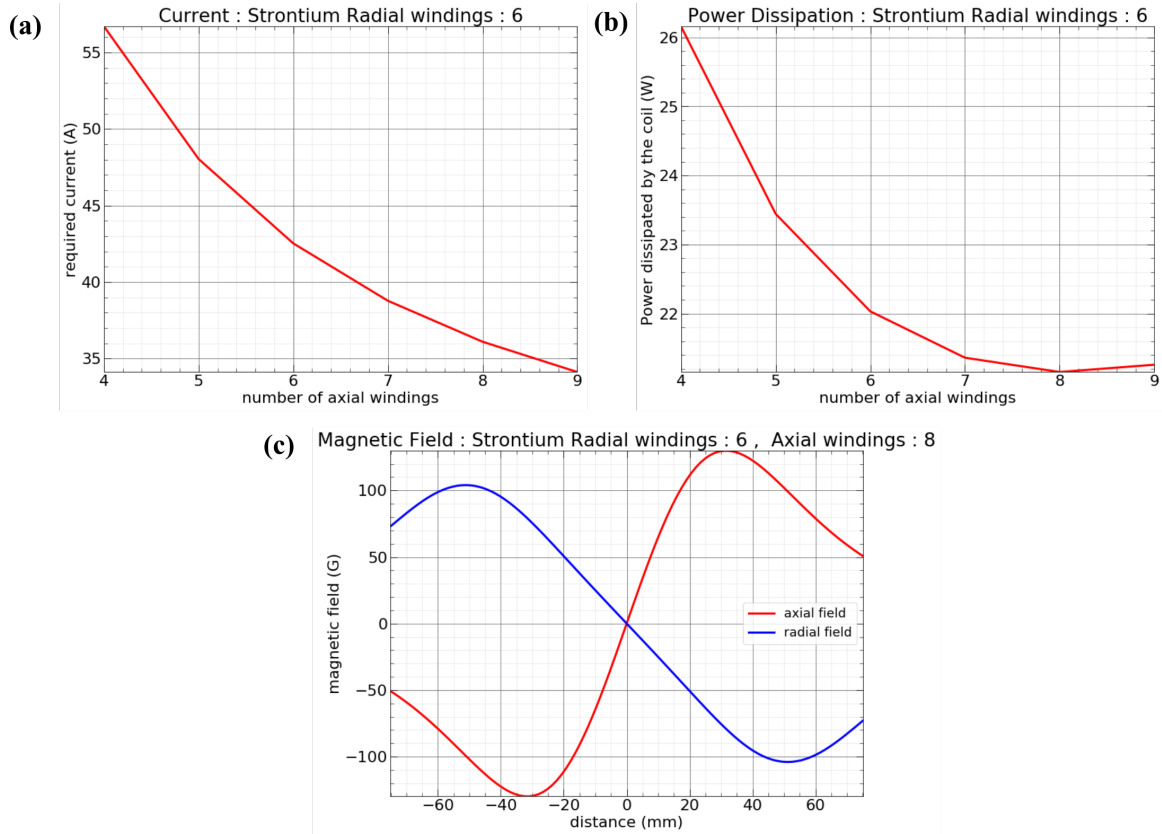 (a)
Current : Strontium Radial windings : 6
55
50
45
40
35
required current (A)
4 5 6 7 8 9
number of axial windings
(b)
Power Dissipation : Strontium Radial windings : 6
26
25
24
23
22
Power dissipated by the coil (W)
4 5 6 7 8 9
number of axial windings
(c)
Magnetic Field : Strontium Radial windings : 6 , Axial windings : 8
100
50
0
−50
−100
magnetic field (G)
axial field
radial field
−60 −40 −20 0 20 40 60
distance (mm)